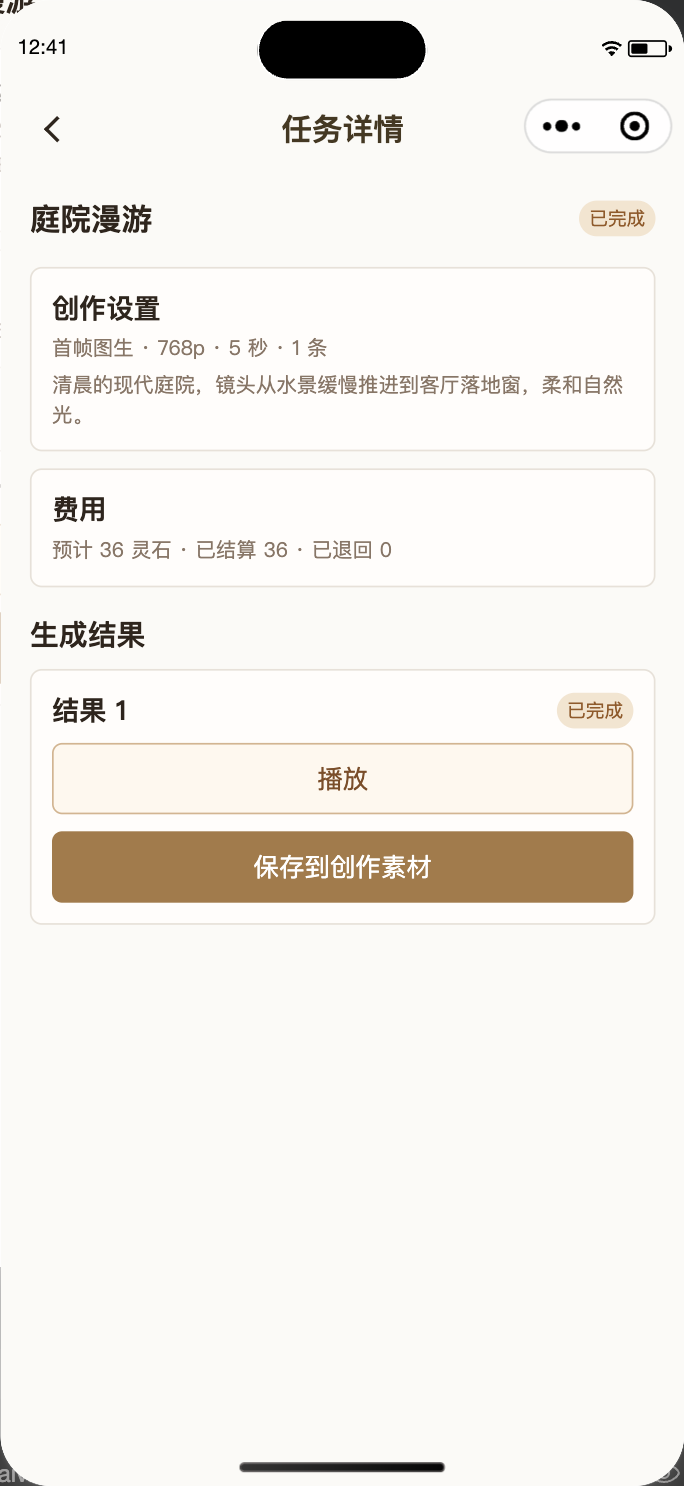 12:41
任务详情
庭院漫游
已完成
创作设置
首帧图生 · 768p · 5 秒 · 1 条
清晨的现代庭院，镜头从水景缓慢推进到客厅落地窗，柔和自然
光。
费用
预计 36 灵石 · 已结算 36 · 已退回 0
生成结果
结果 1
已完成
播放
保存到创作素材